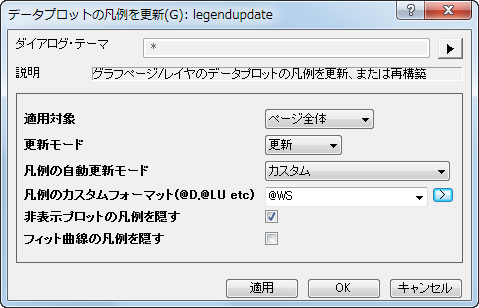 データプロットの凡例を更新(G): legendupdate
ダイアログ・テーマ
*
説明
グラフページ/レイヤのデータプロットの凡例を更新、または再構築
適用対象
ページ全体
更新モード
更新
凡例の自動更新モード
カスタム
凡例のカスタムフォーマット(@D,@LU etc)
@WS
非表示プロットの凡例を隠す
フィット曲線の凡例を隠す
適用
OK
キャンセル